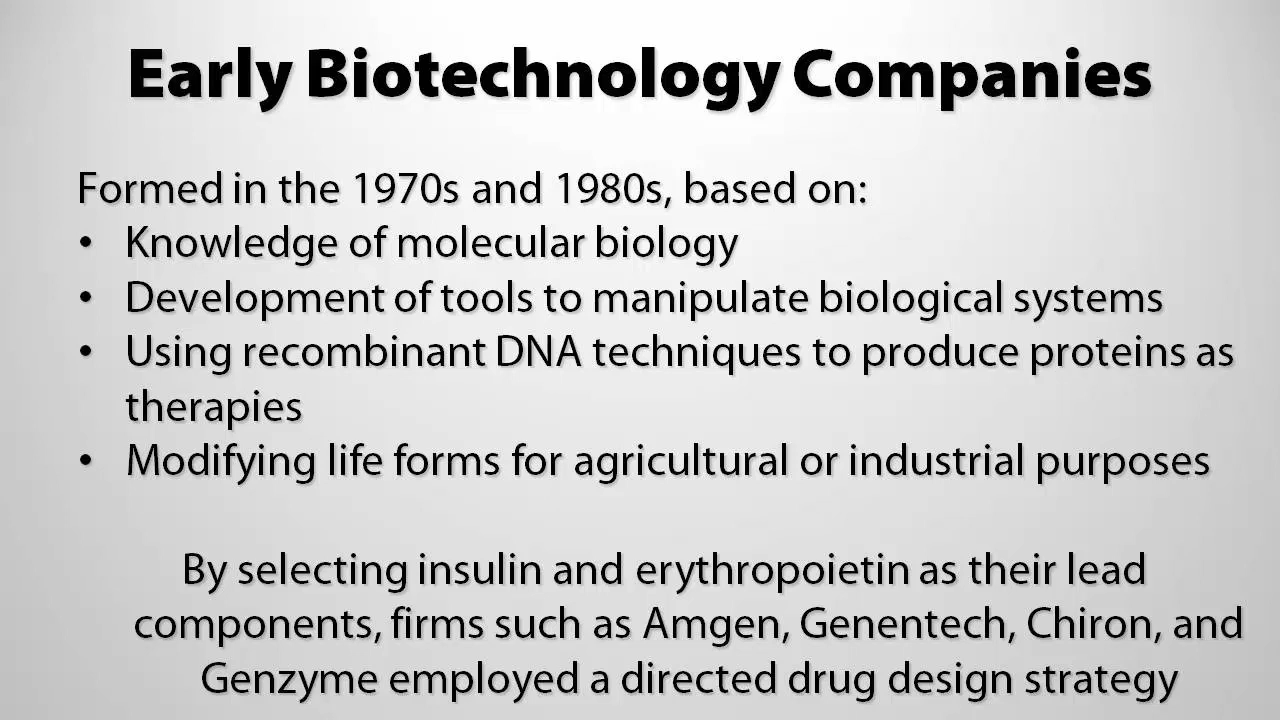 Early Biotechnology Companies
Formed in the 1970s and 1980s, based on:
• Knowledge of molecular biology
• Development of tools to manipulate biological systems
• Using recombinant DNA techniques to produce proteins as
therapies
• Modifying life forms for agricultural or industrial purposes
By selecting insulin and erythropoietin as their lead
components, firms such as Amgen, Genentech, Chiron, and
Genzyme employed a directed drug design strategy